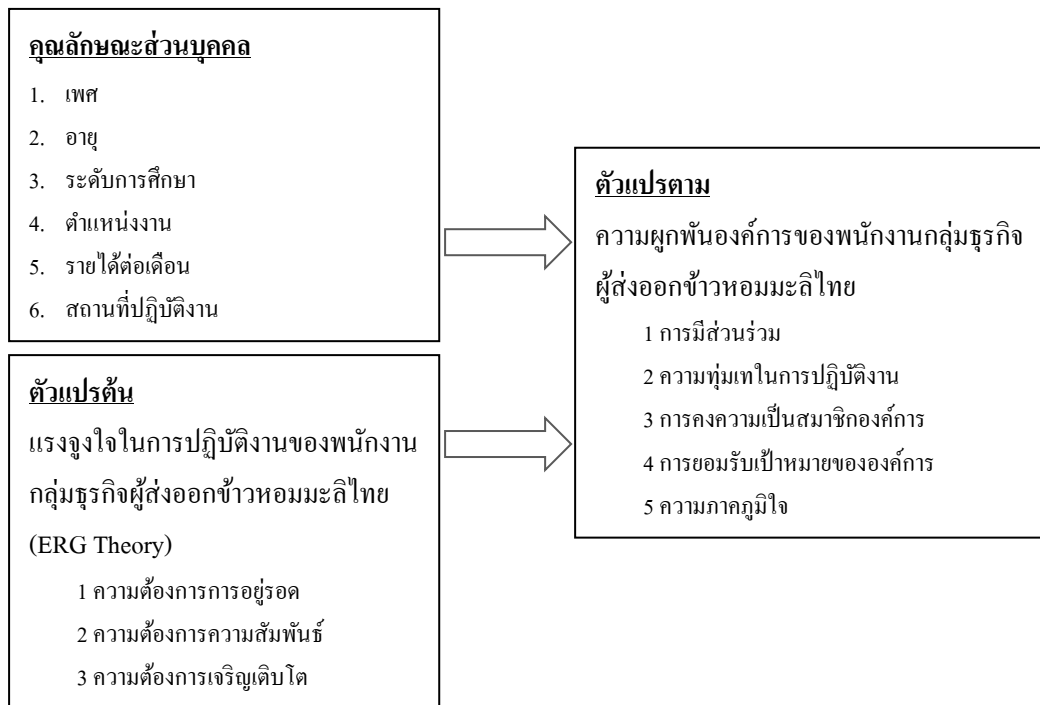 คุณลักษณะส่วนบุคคล
1. เพศ
2. อายุ
3. ระดับการศึกษา
4. ตำแหน่งงาน
5. รายได้ต่อเดือน
6. สถานที่ปฏิบัติงาน
ตัวแปรต้น
แรงจูงใจในการปฏิบัติงานของพนักงาน
กลุ่มธุรกิจผู้ส่งออกข้าวหอมมะลิไทย
(ERG Theory)
1 ความต้องการการอยู่รอด
2 ความต้องการความสัมพันธ์
3 ความต้องการเจริญเติบโต
ตัวแปรตาม
ความผูกพันองค์การของพนักงานกลุ่มธุรกิจ
ผู้ส่งออกข้าวหอมมะลิไทย
1 การมีส่วนร่วม
2 ความทุ่มเทในการปฏิบัติงาน
3 การคงความเป็นสมาชิกองค์การ
4 การยอมรับเป้าหมายขององค์การ
5 ความภาคภูมิใจ